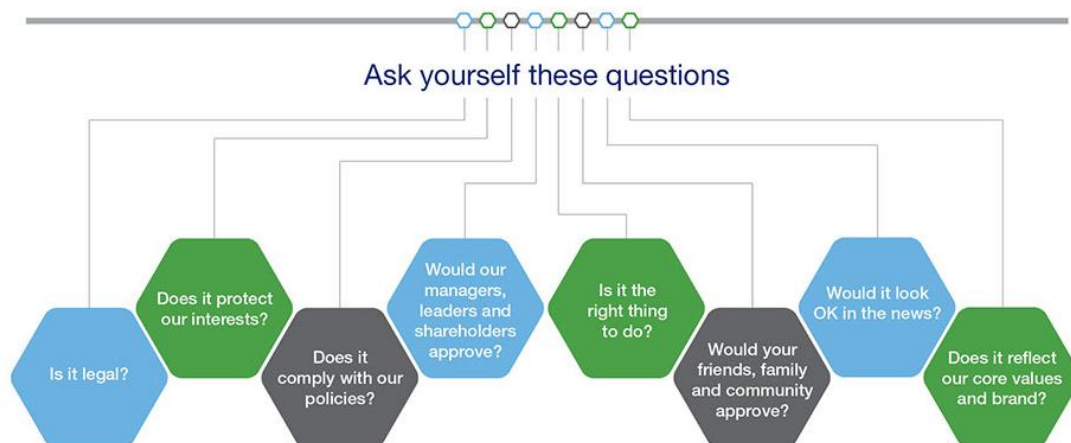 Ask yourself these questions
Is it legal?
Does it protect
our interests?
Does it
comply with our
policies?
Would our
managers,
leaders and
shareholders
approve?
Is it the
right thing
to do?
Would your
friends, family
and community
approve?
Would it look
OK in the news?
Does it reflect
our core values
and brand?